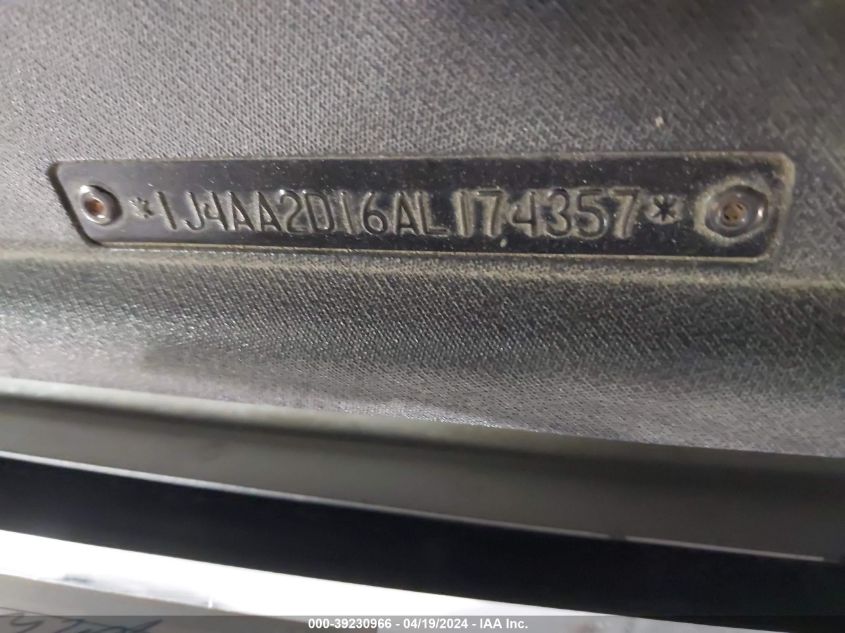 *1J4AA2D16AL174357*
000-39230966 - 04/19/2024 - IAA Inc.